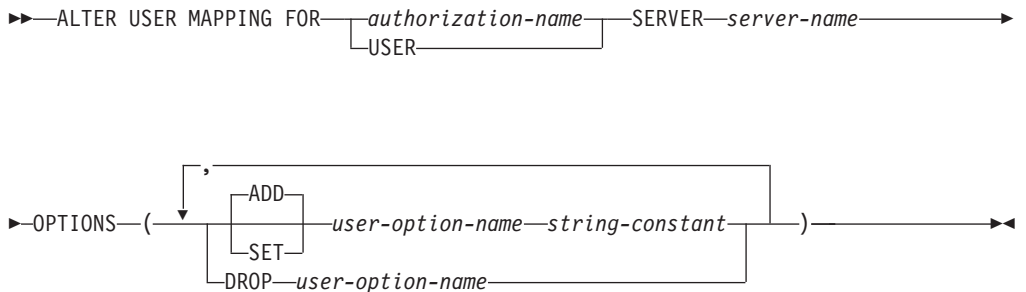 ALTER USER MAPPING FOR authorization-name SERVER server-name
USER
,
ADD
OPTIONS ( user-option-name string-constant )
SET
DROP user-option-name